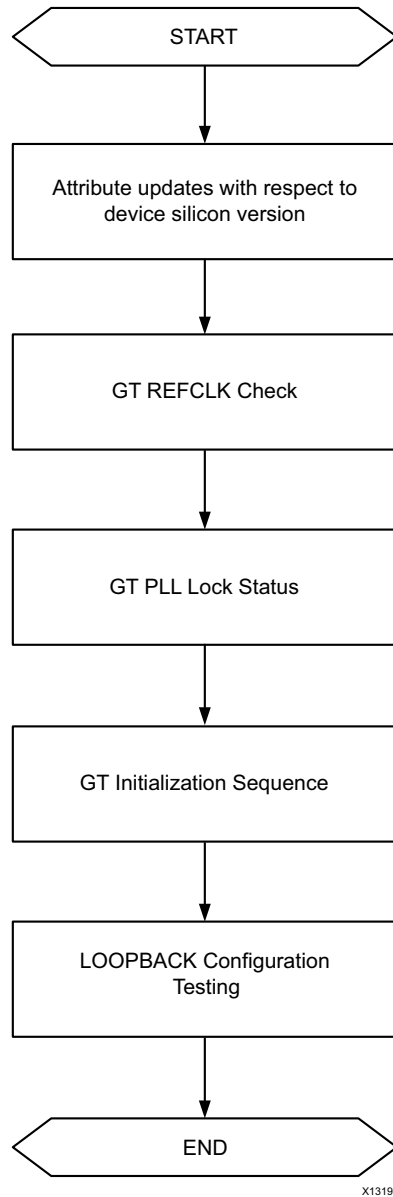 START
Attribute updates with respect to
device silicon version
GT REFCLK Check
GT PLL Lock Status
GT Initialization Sequence
LOOPBACK Configuration
Testing
END
X1319